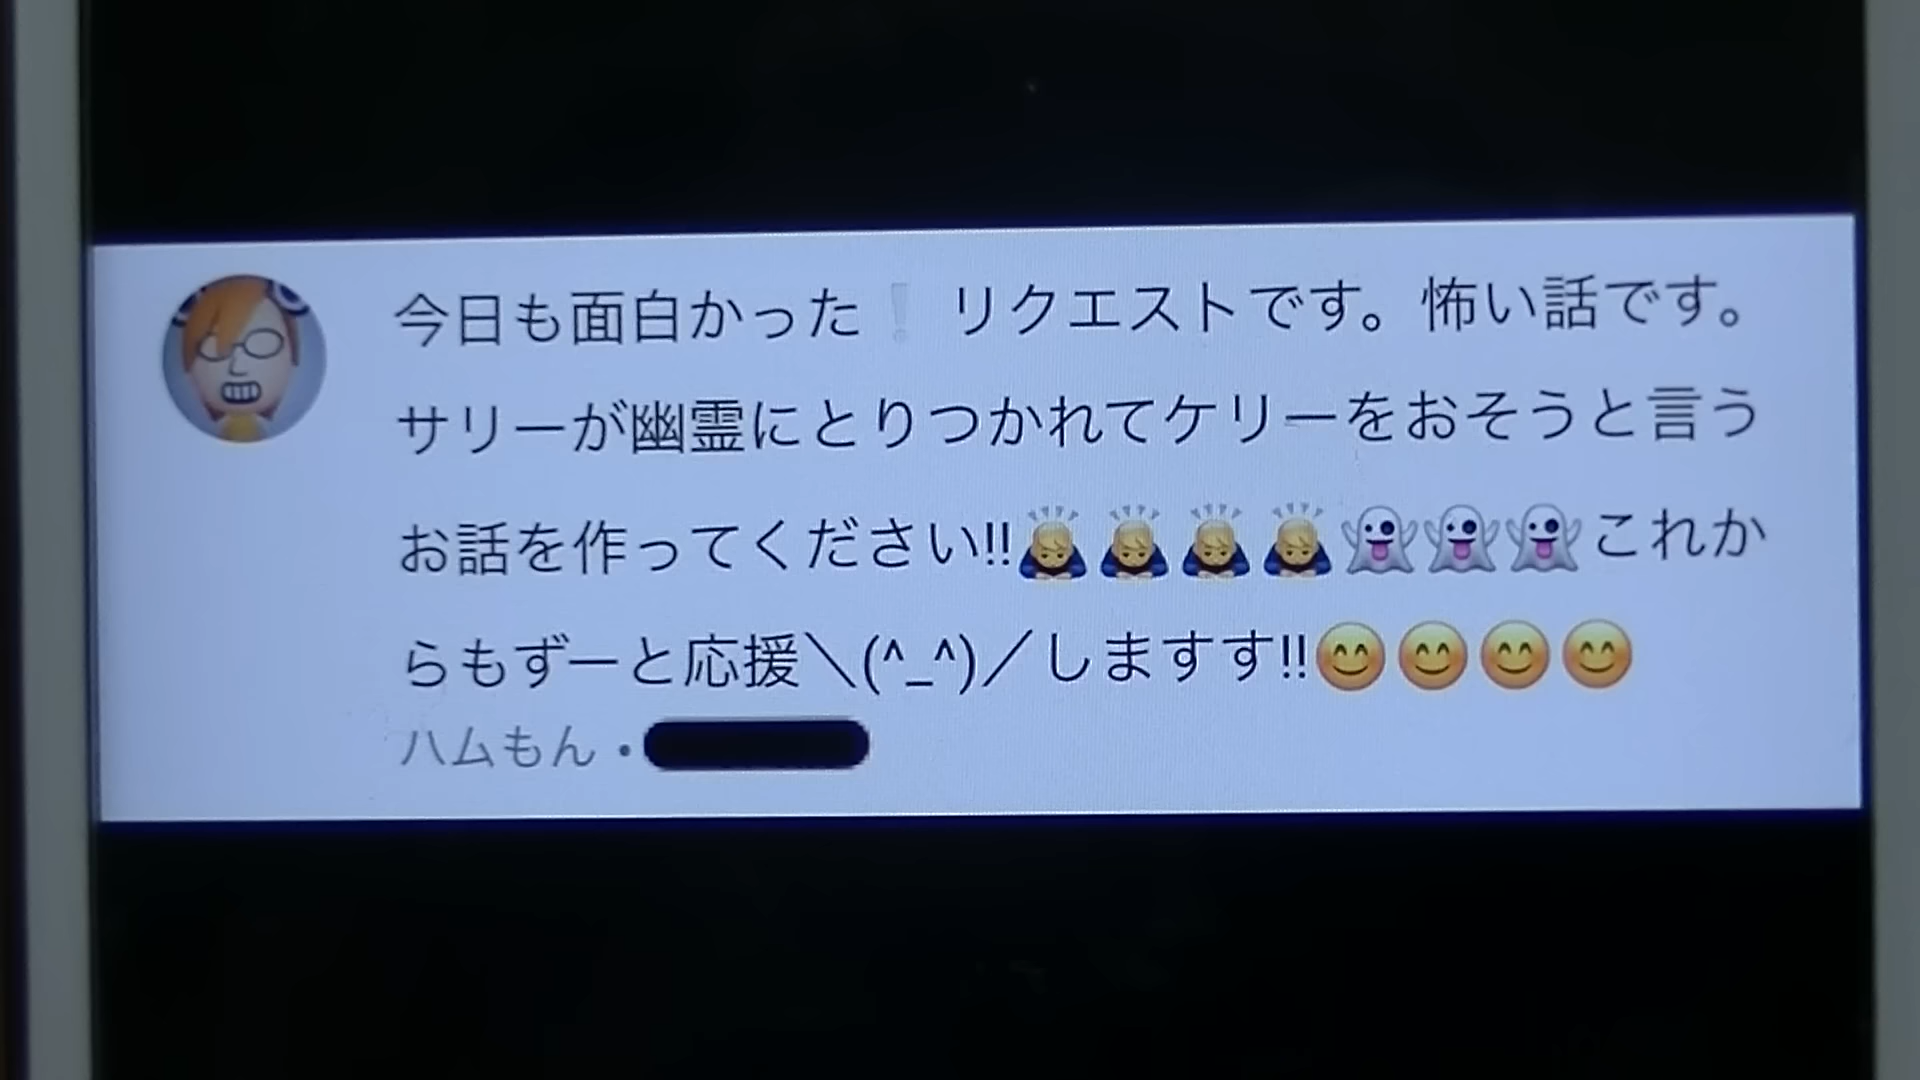 今日も面白かった❕ リクエストです。怖い話です。
サリーが幽霊にとりつかれてケリーをおそうと言う
お話を作ってください‼🙇🙇🙇🙇👻👻👻これか
らもずーと応援＼(^_^)／しますす‼😊😊😊😊
ハムもん・